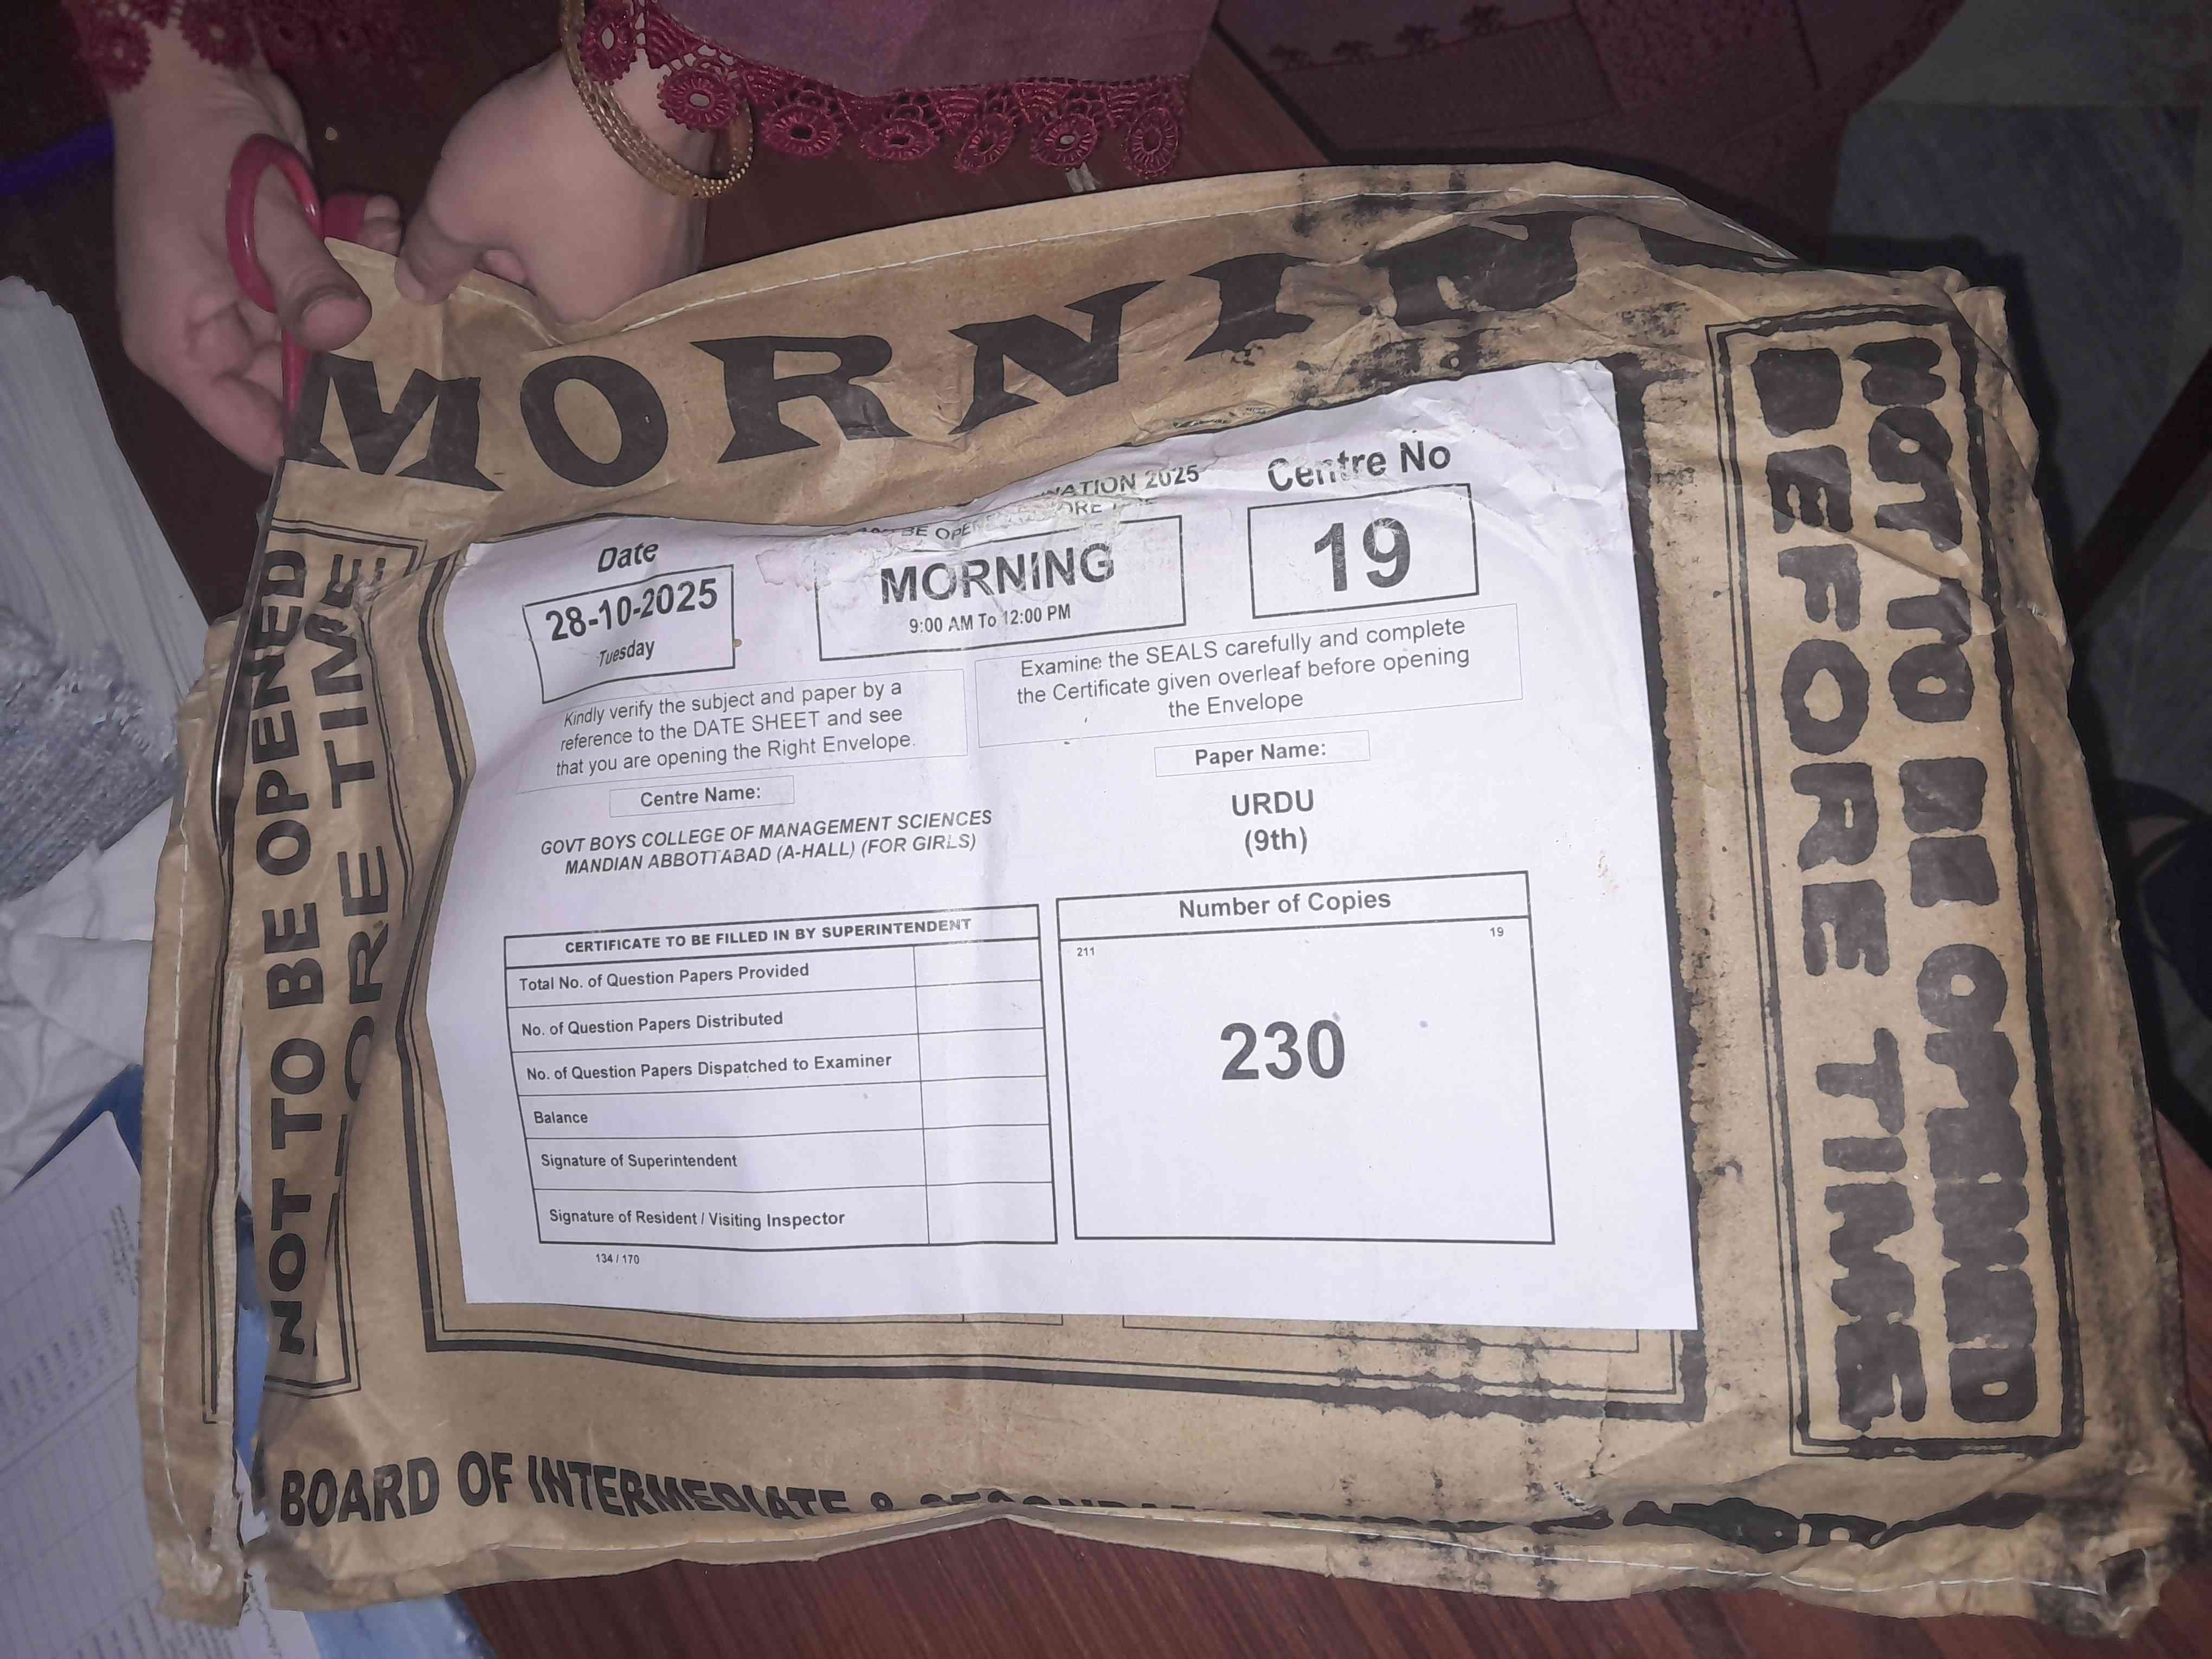 MORNIN
NOT TO BE OPENED
BEFORE TIME
NOT TO BE OPENED
ORE TIME
NATION 2025
Centre No
19
BE OPE
Date
28-10-2025
Tuesday
MORNING
9:00 AM To 12:00 PM
Kindly verify the subject and paper by a
reference to the DATE SHEET and see
that you are opening the Right Envelope.
Examine the SEALS carefully and complete
the Certificate given overleaf before opening
the Envelope
Centre Name:
GOVT BOYS COLLEGE OF MANAGEMENT SCIENCES
MANDIAN ABBOTTABAD (A-HALL) (FOR GIRLS)
Paper Name:
URDU
(9th)
CERTIFICATE TO BE FILLED IN BY SUPERINTENDENT
Total No. of Question Papers Provided
No. of Question Papers Distributed
No. of Question Papers Dispatched to Examiner
Balance
Signature of Superintendent
Signature of Resident / Visiting Inspector
134 / 170
Number of Copies
211
19
230
BOARD OF INTERMEDIATE &